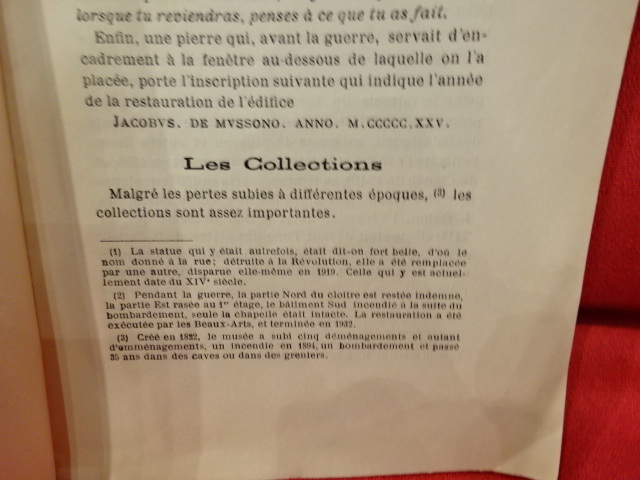 lorsque tu reviendras, penses à ce que tu as fait.
Enfin, une pierre qui, avant la guerre, servait d'en-
cadrement à la fenêtre au-dessous de laquelle on l'a
placée, porte l'inscription suivante qui indique l'année
de la restauration de l'édifice
JACOBVS. DE MVSSONO. ANNO. M.CCCCC.XXV.
Les Collections
Malgré les pertes subies à différentes époques, (3) les
collections sont assez importantes.
(1) La statue qui y était autrefois, était dit-on fort belle, d'où le
nom donné à la rue; détruite à la Révolution, elle a été remplacée
par une autre, disparue elle-même en 1919. Celle qui y est actuel-
lement date du XIVe siècle.
(2) Pendant la guerre, la partie Nord du cloître est restée indemne,
la partie Est rasée au 1er étage, le bâtiment Sud incendié à la suite du
bombardement, seule la chapelle était intacte. La restauration a été
exécutée par les Beaux-Arts, et terminée en 1932.
(3) Créé en 1822, le musée a subi cinq déménagements et autant
d'amménagements, un incendie en 1894, un bombardement et passé
35 ans dans des caves ou dans des greniers.